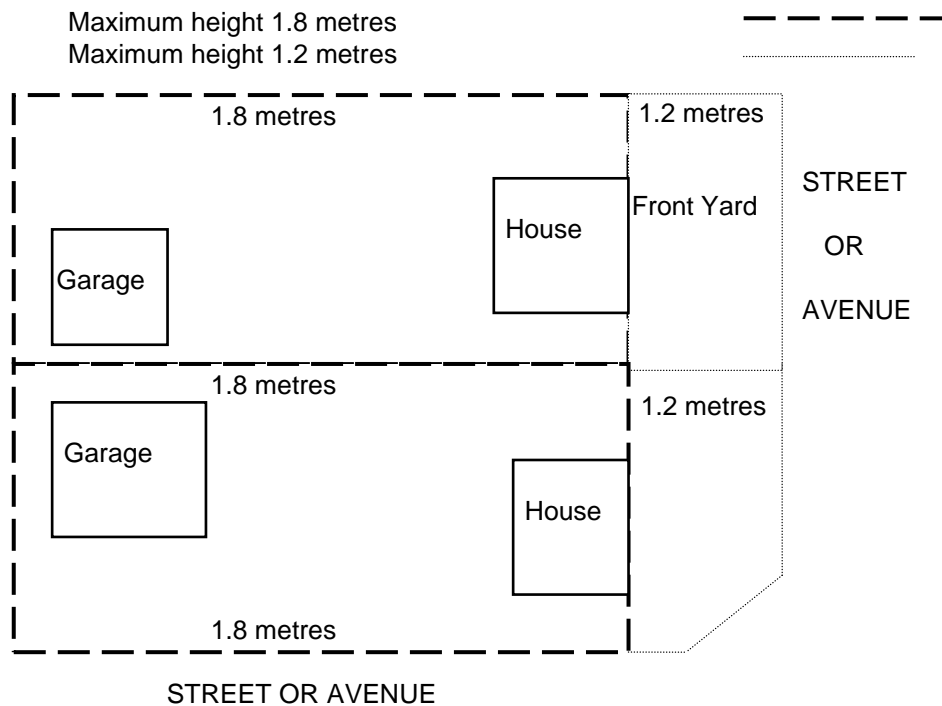 Maximum height 1.8 metres
Maximum height 1.2 metres
1.8 metres
1.2 metres
STREET
House
Front Yard
OR
Garage
AVENUE
1.8 metres
1.2 metres
Garage
House
1.8 metres
STREET OR AVENUE